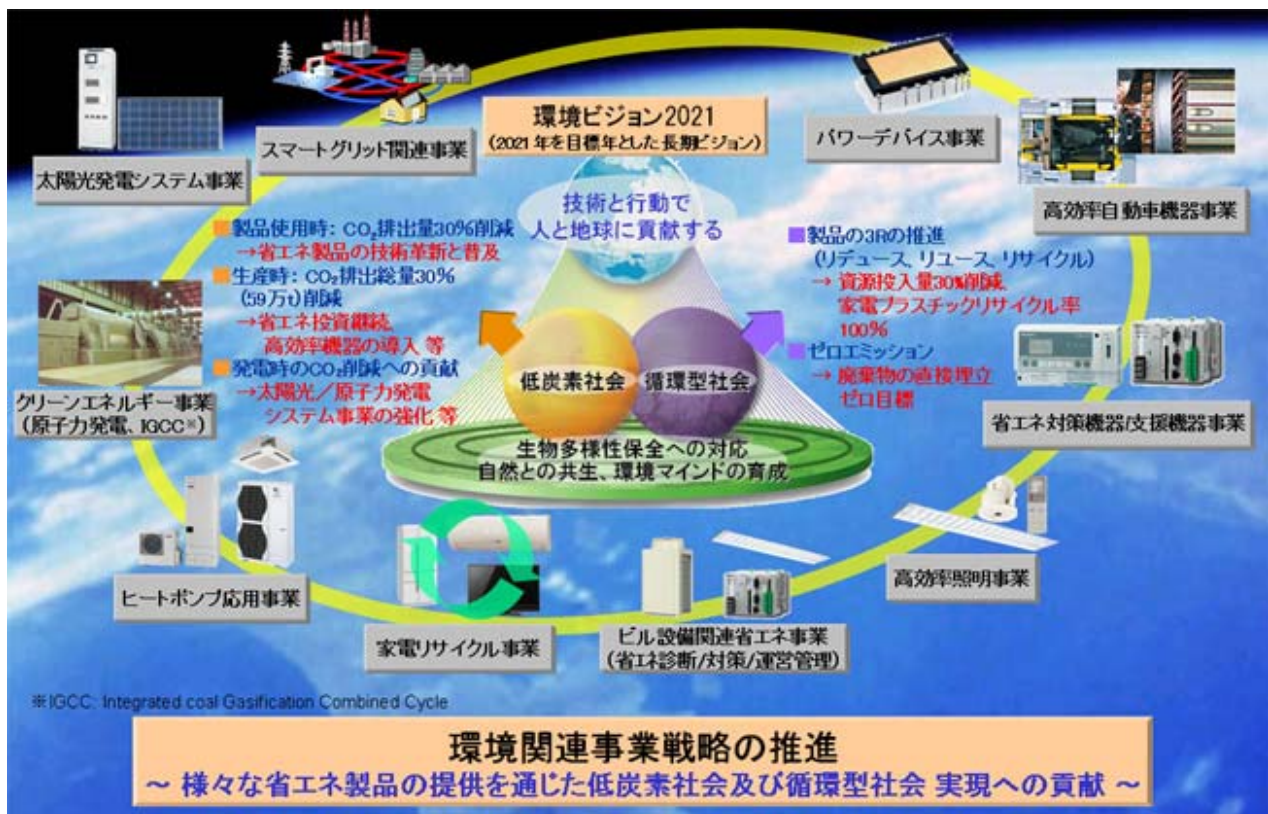 環境ビジョン2021
(2021年を目標年とした長期ビジョン)
太陽光発電システム事業
スマートグリッド関連事業
パワーデバイス事業
高効率自動車機器事業
技術と行動で
人と地球に貢献する
■製品使用時: CO₂排出量30%削減
→省エネ製品の技術革新と普及
■生産時: CO₂排出総量30%
(59万t)削減
→省エネ投資継続、
高効率機器の導入 等
■発電時のCO₂削減への貢献
→太陽光/原子力発電
システム事業の強化 等
■製品の3Rの推進
(リデュース、リユース、リサイクル)
→ 資源投入量30%削減、
家電プラスチックリサイクル率
100%
■ゼロエミッション
→ 廃棄物の直接埋立
ゼロ目標
低炭素社会
循環型社会
生物多様性保全への対応
自然との共生、環境マインドの育成
クリーンエネルギー事業
(原子力発電、IGCC※)
省エネ対策機器/支援機器事業
ヒートポンプ応用事業
家電リサイクル事業
ビル設備関連省エネ事業
(省エネ診断/対策/運営管理)
高効率照明事業
※IGCC: Integrated coal Gasification Combined Cycle
環境関連事業戦略の推進
~ 様々な省エネ製品の提供を通じた低炭素社会及び循環型社会 実現への貢献 ~